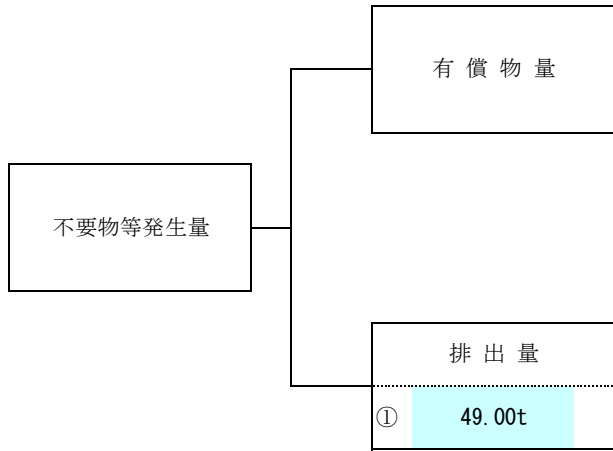 有 償 物 量
不要物等発生量
排 出 量
① 49.00t